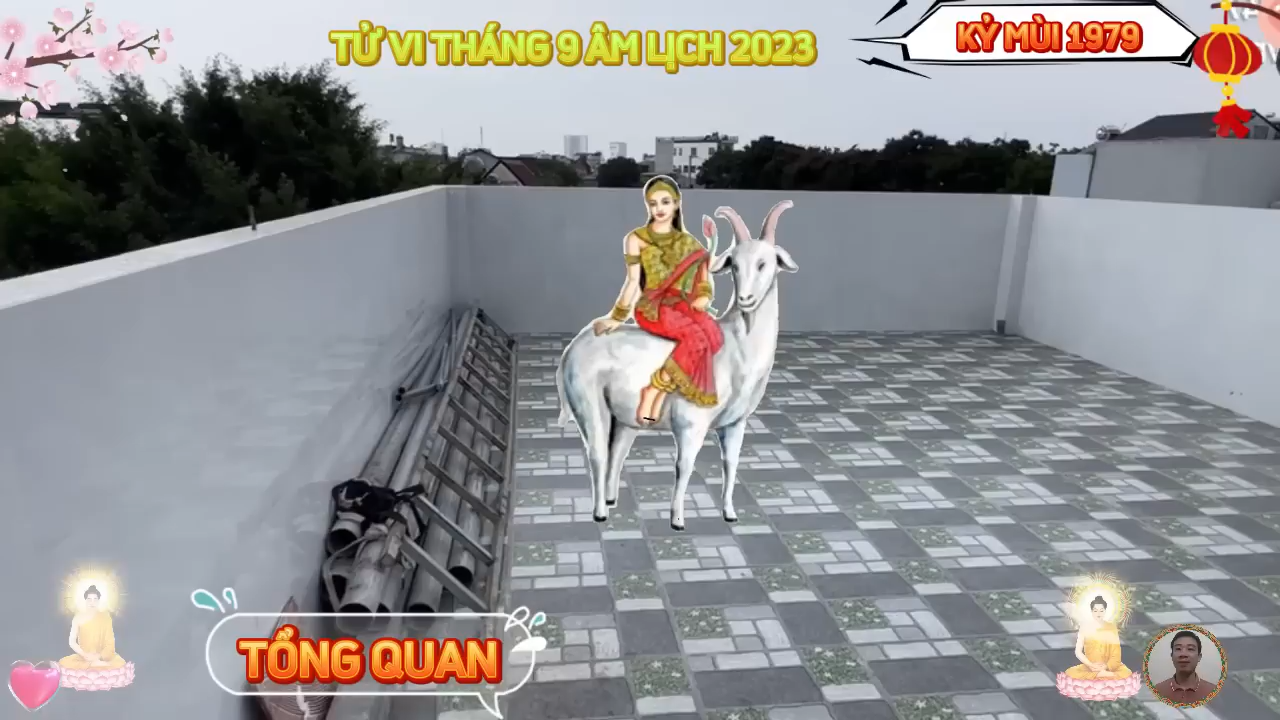 TỬ VI THÁNG 9 ÂM LỊCH 2023
KỶ MÙI 1979
TỔNG QUAN